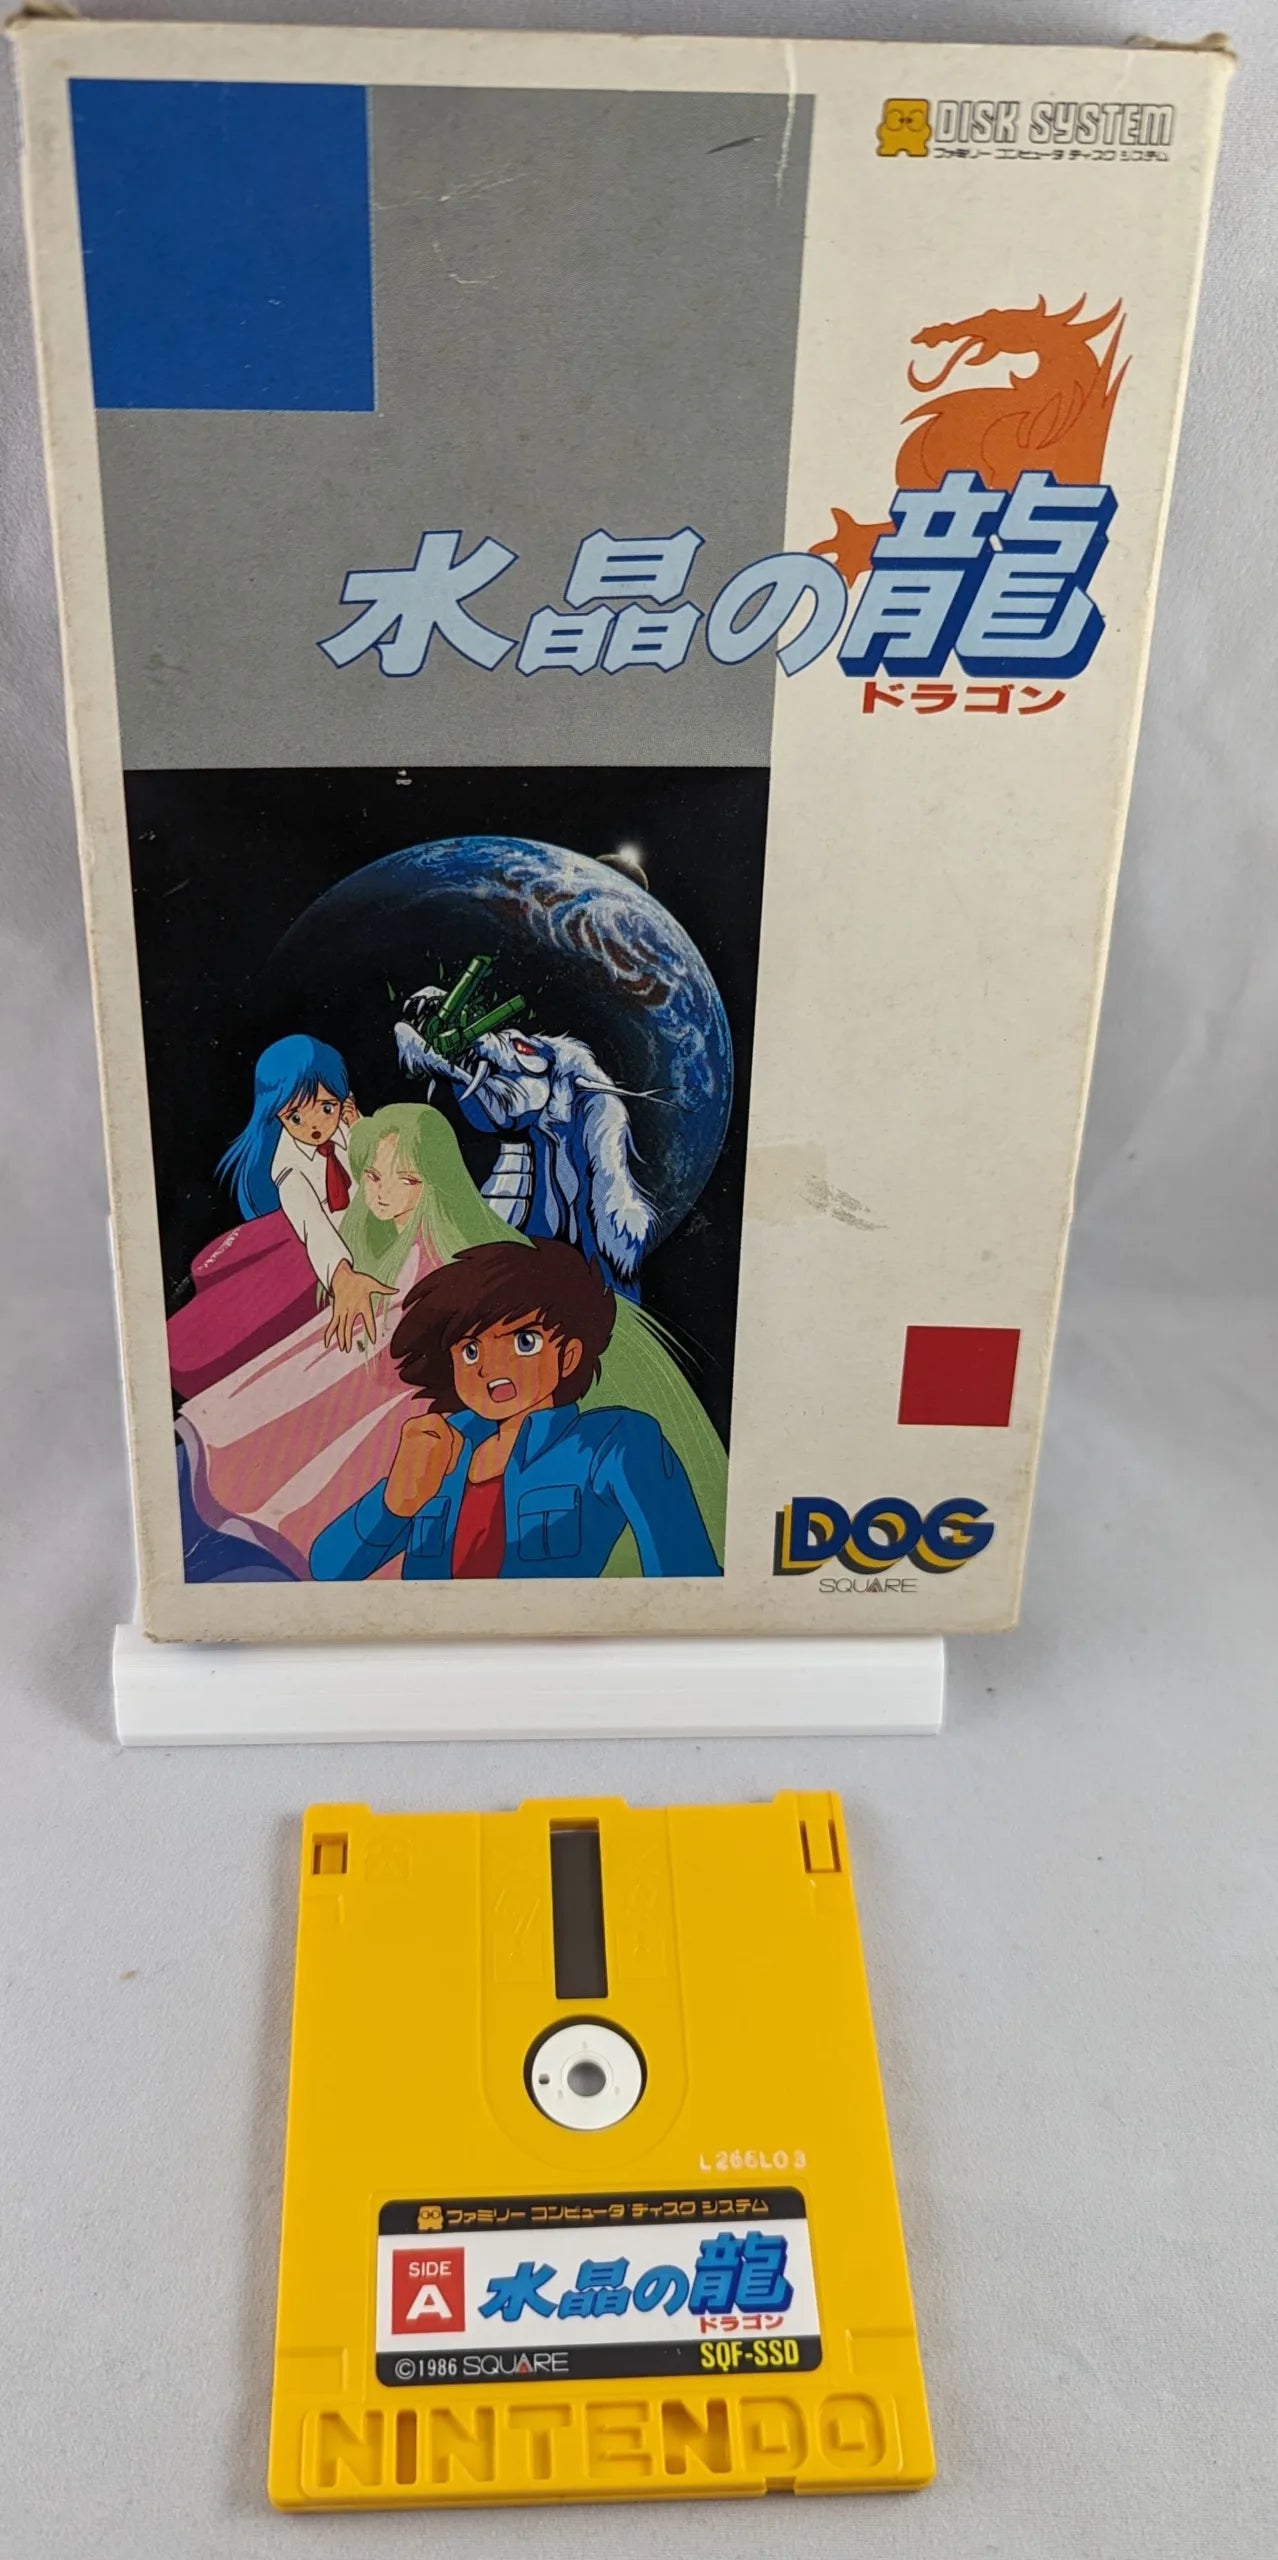 DISK SYSTEM
ファミリー コンピュータ ディスク システム
水晶の龍
ドラゴン
DOG
SQUARE
L266L03
ファミリー コンピュータ ディスク システム
SIDE
A
水晶の龍
ドラゴン
©1986 SQUARE
SQF-SSD
NINTENDO